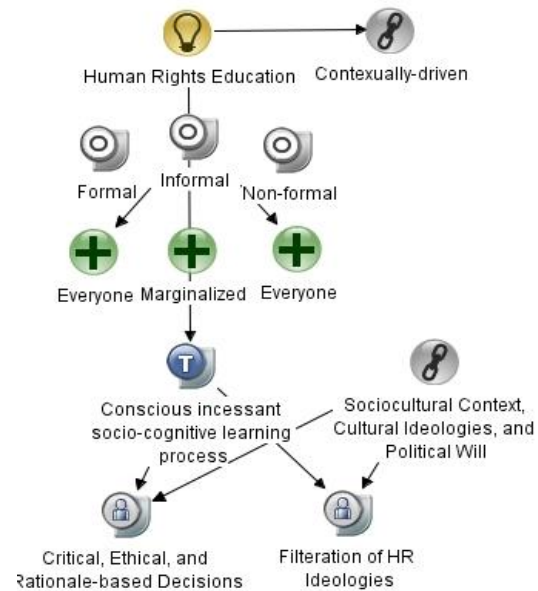 Human Rights Education
Contexually-driven
Formal
Informal
Non-formal
Everyone
Marginalized
Everyone
T
Conscious incessant
socio-cognitive learning
process
Sociocultural Context,
Cultural Ideologies, and
Political Will
Critical, Ethical, and
Rationale-based Decisions
Filteration of HR
Ideologies